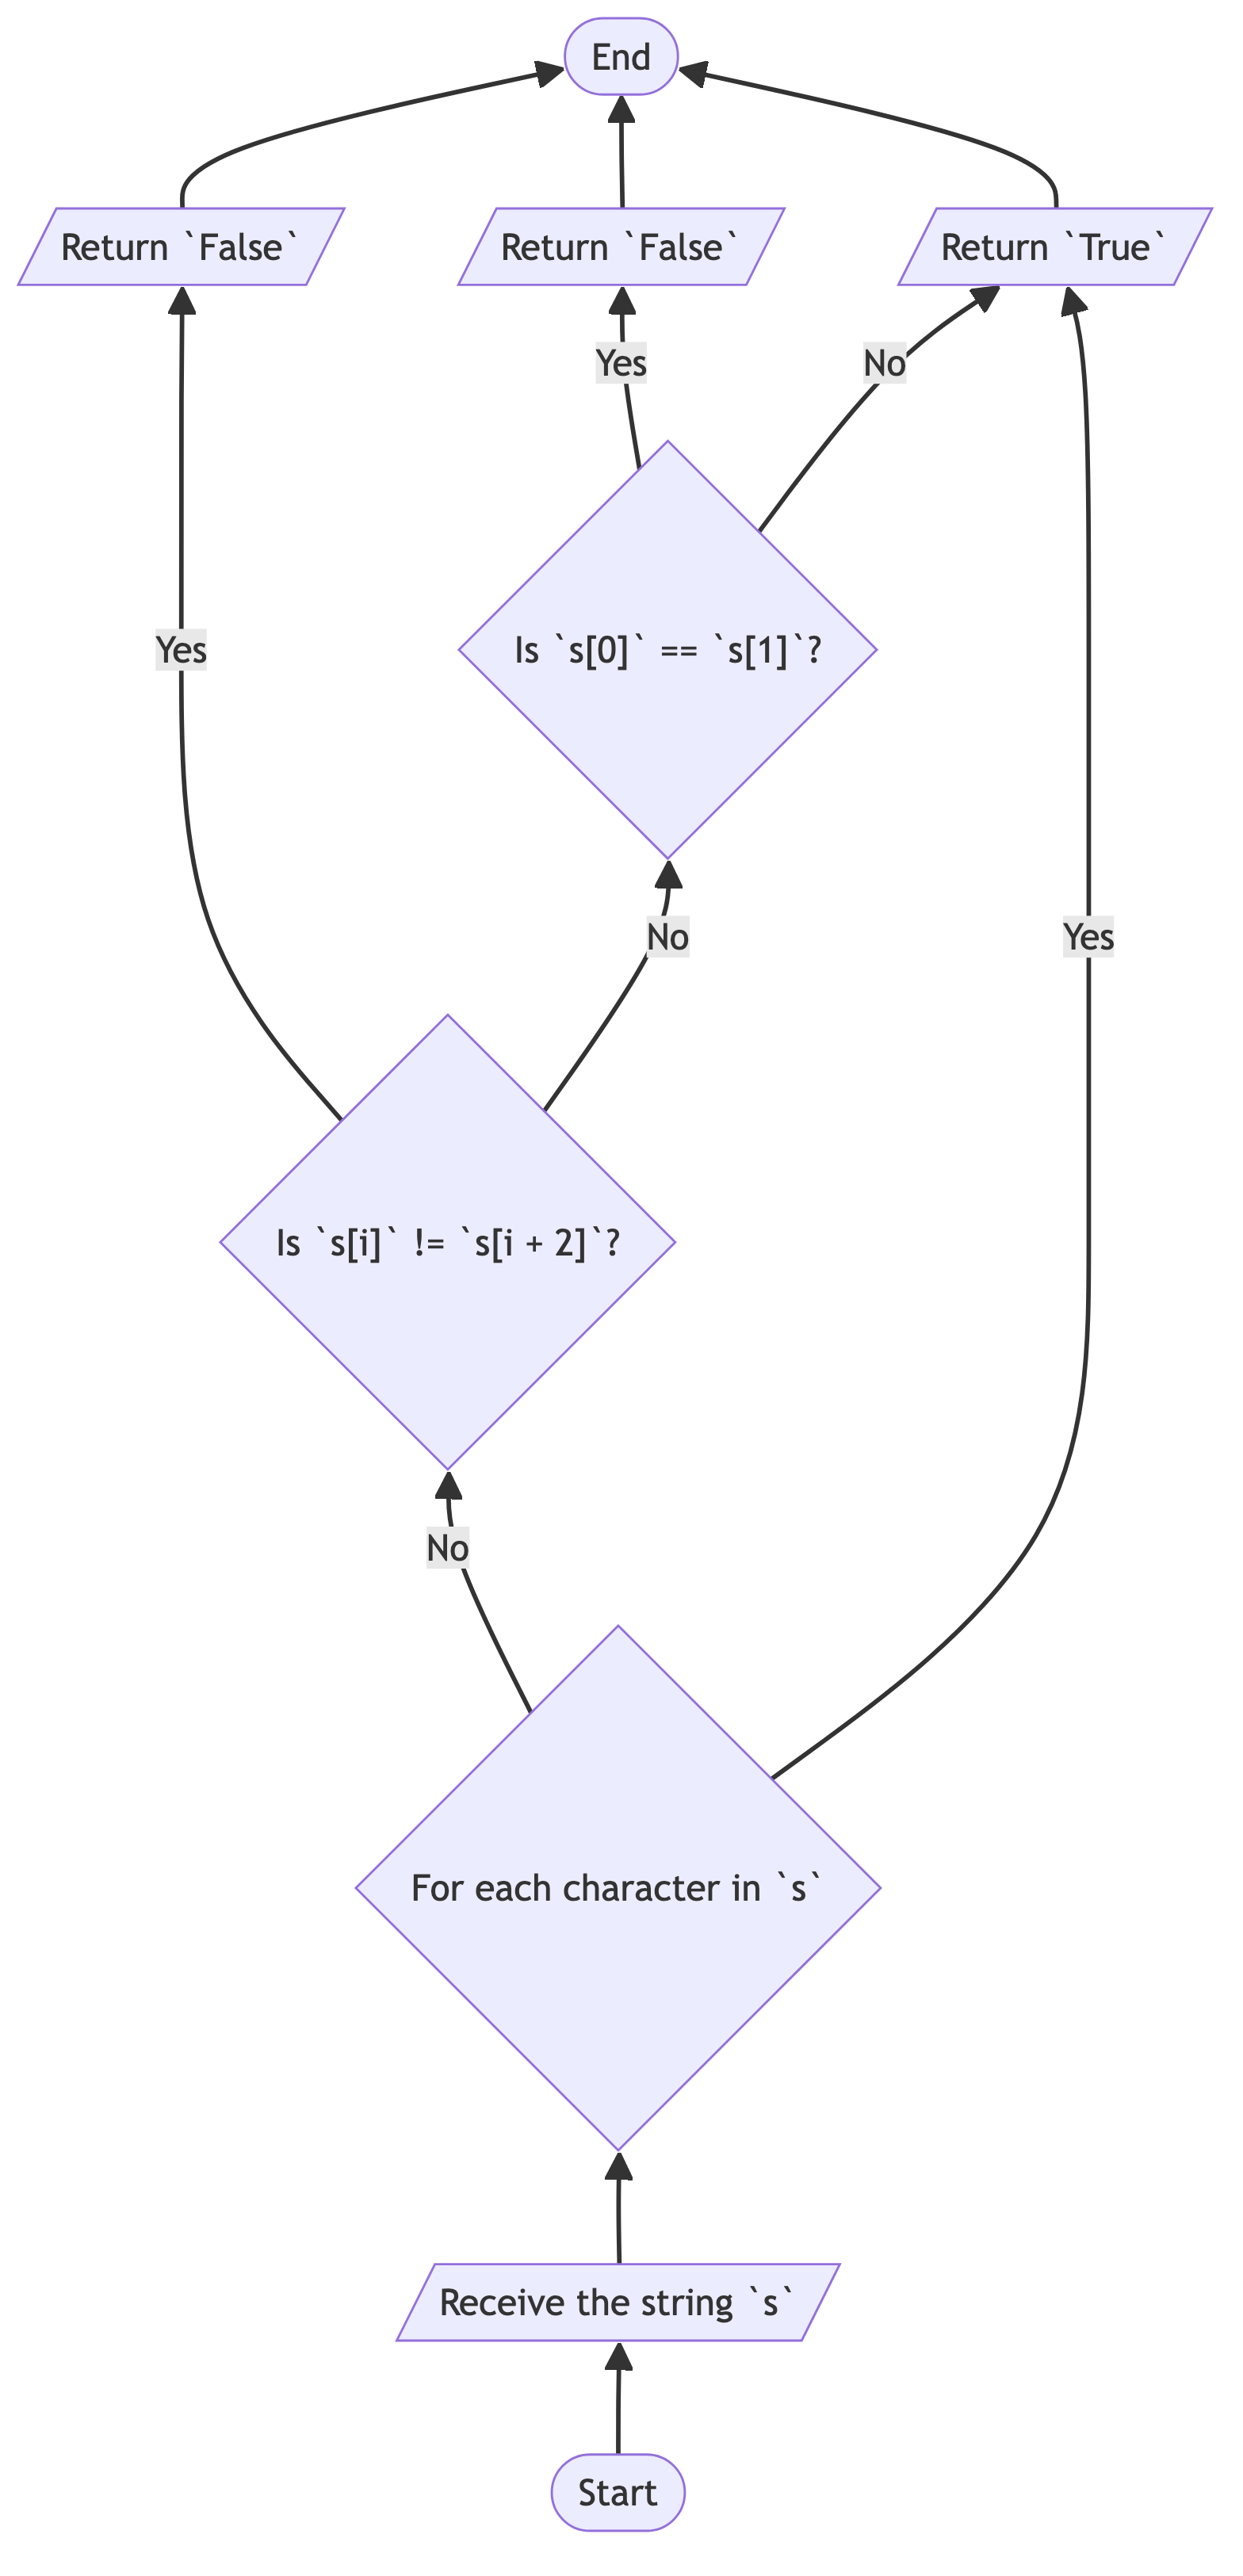 End
Return `False`
Return `False`
Return `True`
Yes
No
Is `s[0]` == `s[1]`?
Yes
No
Yes
Is `s[i]` != `s[i + 2]`?
No
For each character in `s`
Receive the string `s`
Start